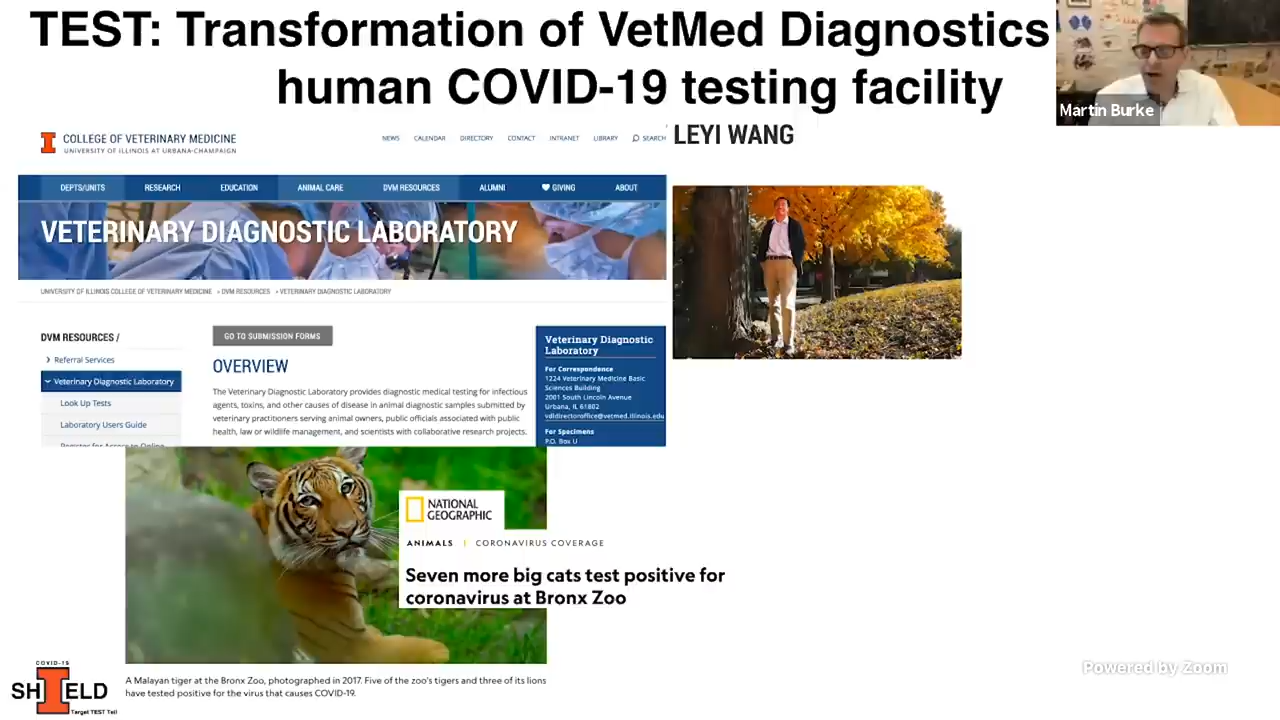 TEST: Transformation of VetMed Diagnostics
human COVID-19 testing facility
Martin Burke
LEYI WANG
COLLEGE OF VETERINARY MEDICINE
UNIVERSITY OF ILLINOIS AT URBANA-CHAMPAIGN
NEWS CALENDAR DIRECTORY CONTACT INTRANET LIBRARY SEARCH
DEPTS/UNITS RESEARCH EDUCATION ANIMAL CARE DVM RESOURCES ALUMNI GIVING ABOUT
VETERINARY DIAGNOSTIC LABORATORY
UNIVERSITY OF ILLINOIS COLLEGE OF VETERINARY MEDICINE » DVM RESOURCES » VETERINARY DIAGNOSTIC LABORATORY
DVM RESOURCES /
Referral Services
Veterinary Diagnostic Laboratory
Look Up Tests
Laboratory Users Guide
Register for Access to Online
GO TO SUBMISSION FORMS
OVERVIEW
The Veterinary Diagnostic Laboratory provides diagnostic medical testing for infectious
agents, toxins, and other causes of disease in animal diagnostic samples submitted by
veterinary practitioners serving animal owners, public officials associated with public
health, law or wildlife management, and scientists with collaborative research projects.
Veterinary Diagnostic
Laboratory
For Correspondence
1224 Veterinary Medicine Basic
Sciences Building
2001 South Lincoln Avenue
Urbana, IL 61802
vdldirectorsoffice@vetmed.illinois.edu
For Specimens
P.O. Box U
NATIONAL
GEOGRAPHIC
ANIMALS | CORONAVIRUS COVERAGE
Seven more big cats test positive for
coronavirus at Bronx Zoo
A Malayan tiger at the Bronx Zoo, photographed in 2017. Five of the zoo's tigers and three of its lions
have tested positive for the virus that causes COVID-19.
COVID-19
SHIELD
Target TEST Tell
Powered by Zoom